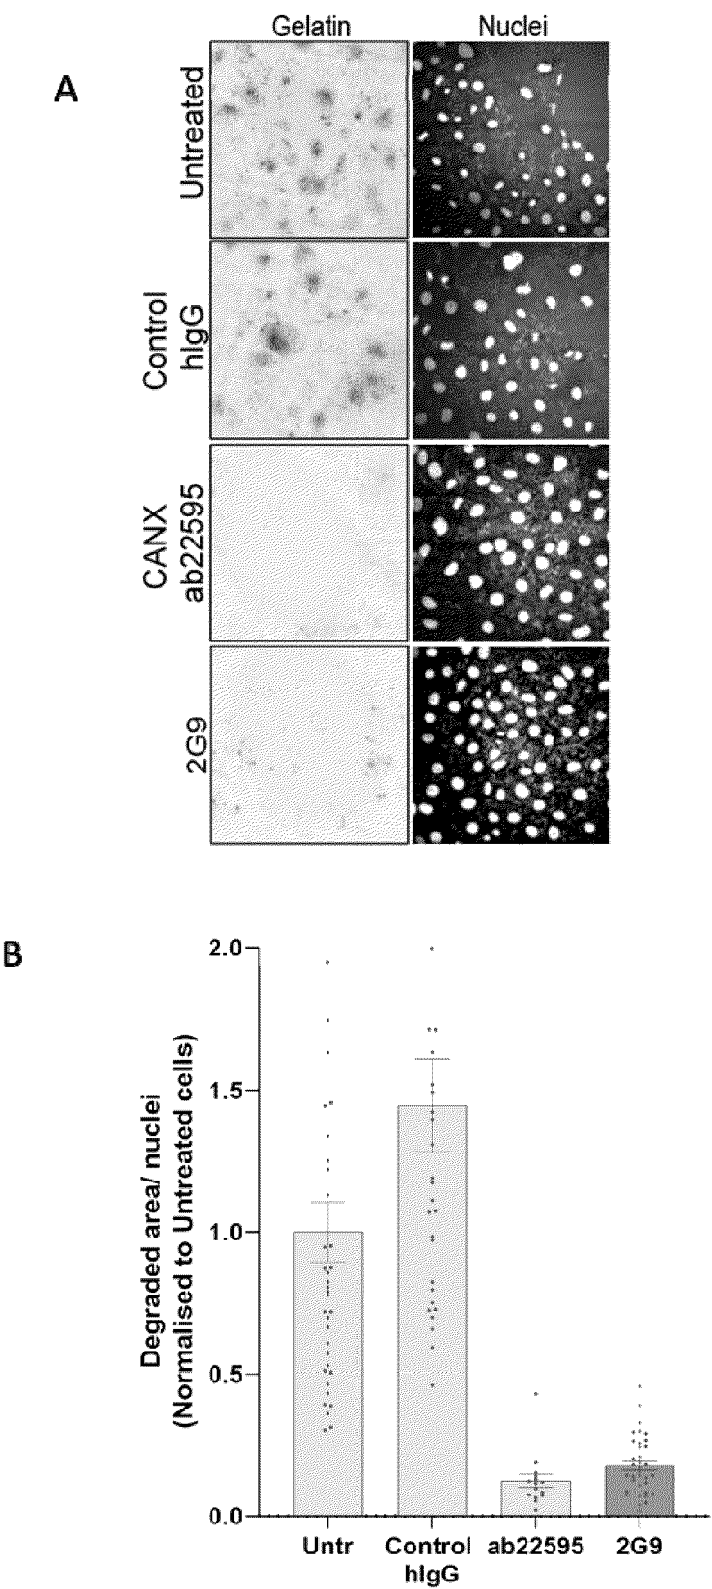 Gelatin Nuclei
A
Untreated
Control
hIgG
CANX
ab22595
2G9
B
Degraded area/ nuclei
(Normalised to Untreated cells)
2.0
1.5
1.0
0.5
0.0
Untr Control ab22595 2G9
hIgG